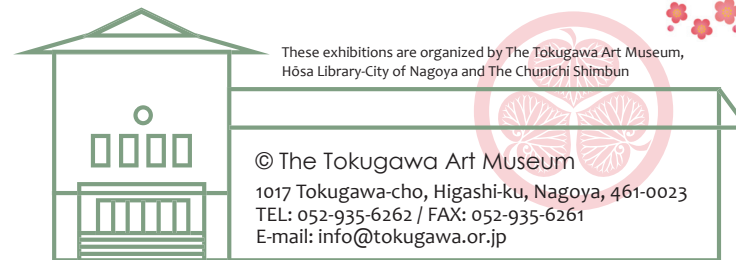 These exhibitions are organized by The Tokugawa Art Museum,
Hōsa Library-City of Nagoya and The Chunichi Shimbun
© The Tokugawa Art Museum
1017 Tokugawa-cho, Higashi-ku, Nagoya, 461-0023
TEL: 052-935-6262 / FAX: 052-935-6261
E-mail: info@tokugawa.or.jp